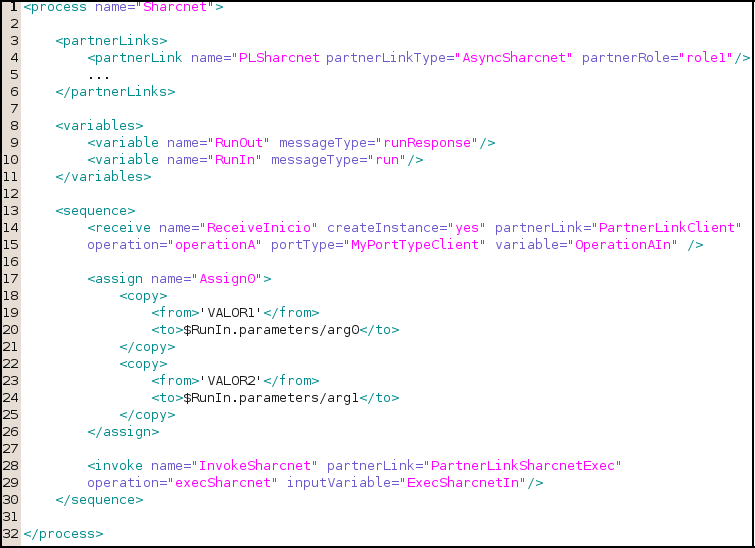 1 <process name="Sharcnet">
2
3     <partnerLinks>
4         <partnerLink name="PLSharcnet partnerLinkType="AsyncSharcnet" partnerRole="role1"/>
5         ...
6     </partnerLinks>
7
8     <variables>
9         <variable name="RunOut" messageType="runResponse"/>
10         <variable name="RunIn" messageType="run"/>
11     </variables>
12
13     <sequence>
14         <receive name="ReceiveInicio" createInstance="yes" partnerLink="PartnerLinkClient"
15         operation="operationA" portType="MyPortTypeClient" variable="OperationAIn" />
16
17         <assign name="Assign0">
18             <copy>
19                 <from>'VALOR1'</from>
20                 <to>$RunIn.parameters/arg0</to>
21             </copy>
22             <copy>
23                 <from>'VALOR2'</from>
24                 <to>$RunIn.parameters/arg1</to>
25             </copy>
26         </assign>
27
28         <invoke name="InvokeSharcnet" partnerLink="PartnerLinkSharcnetExec"
29         operation="execSharcnet" inputVariable="ExecSharcnetIn"/>
30     </sequence>
31
32 </process>